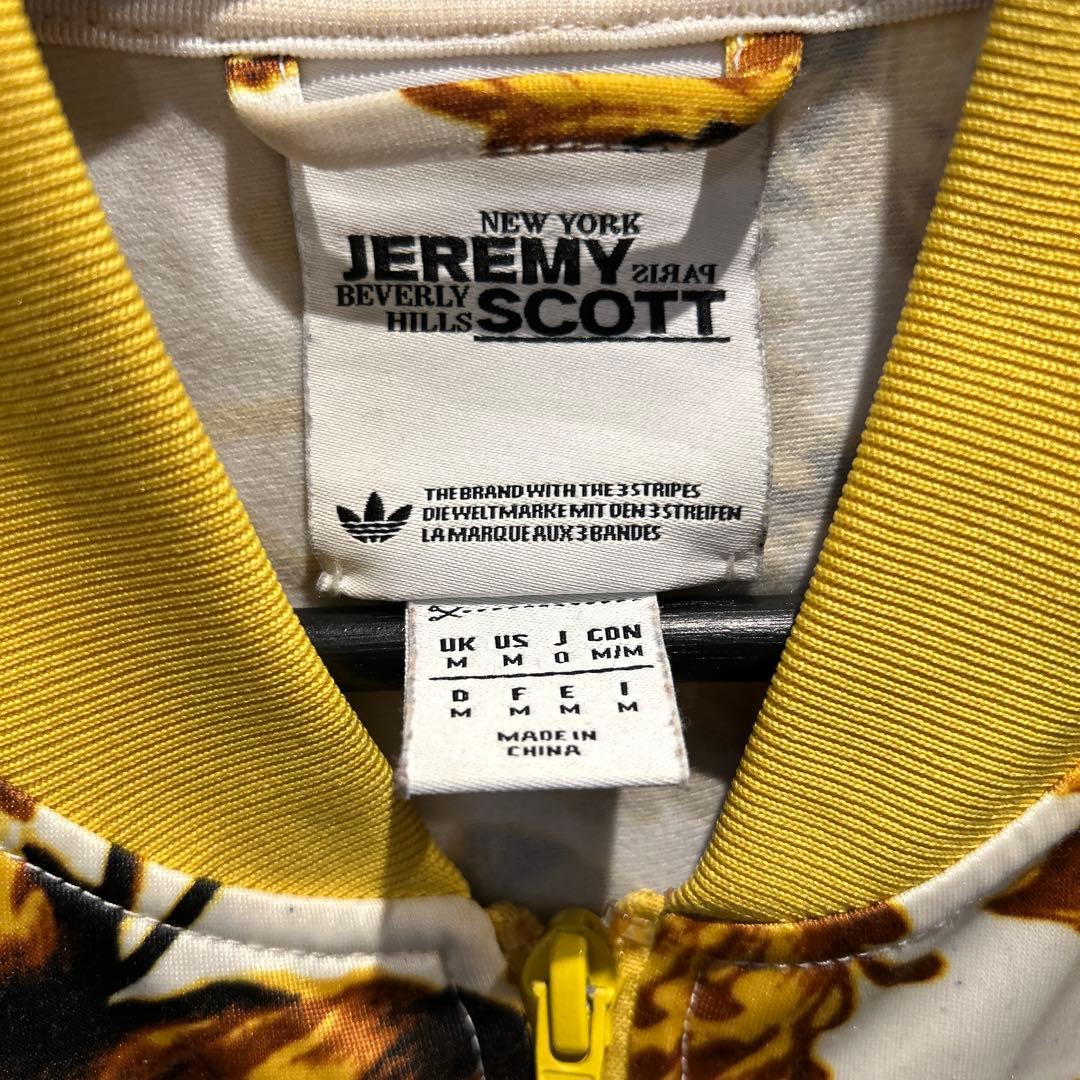 NEW YORK
JEREMY PARIS
BEVERLY
HILLS SCOTT
THE BRAND WITH THE 3 STRIPES
DIE WELTMARKE MIT DEN 3 STREIFEN
LA MARQUE AUX 3 BANDES
UK US J CDN
M M O M/M
D F E I
M M M M
MADE IN
CHINA